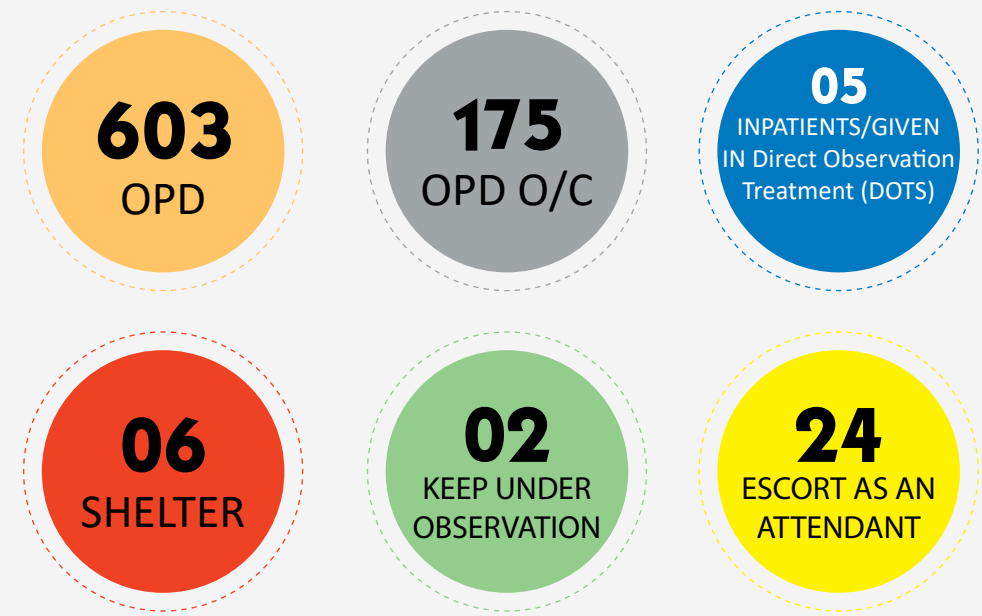 603
OPD
175
OPD O/C
05
INPATIENTS/GIVEN
IN Direct Observation
Treatment (DOTS)
06
SHELTER
02
KEEP UNDER
OBSERVATION
24
ESCORT AS AN
ATTENDANT